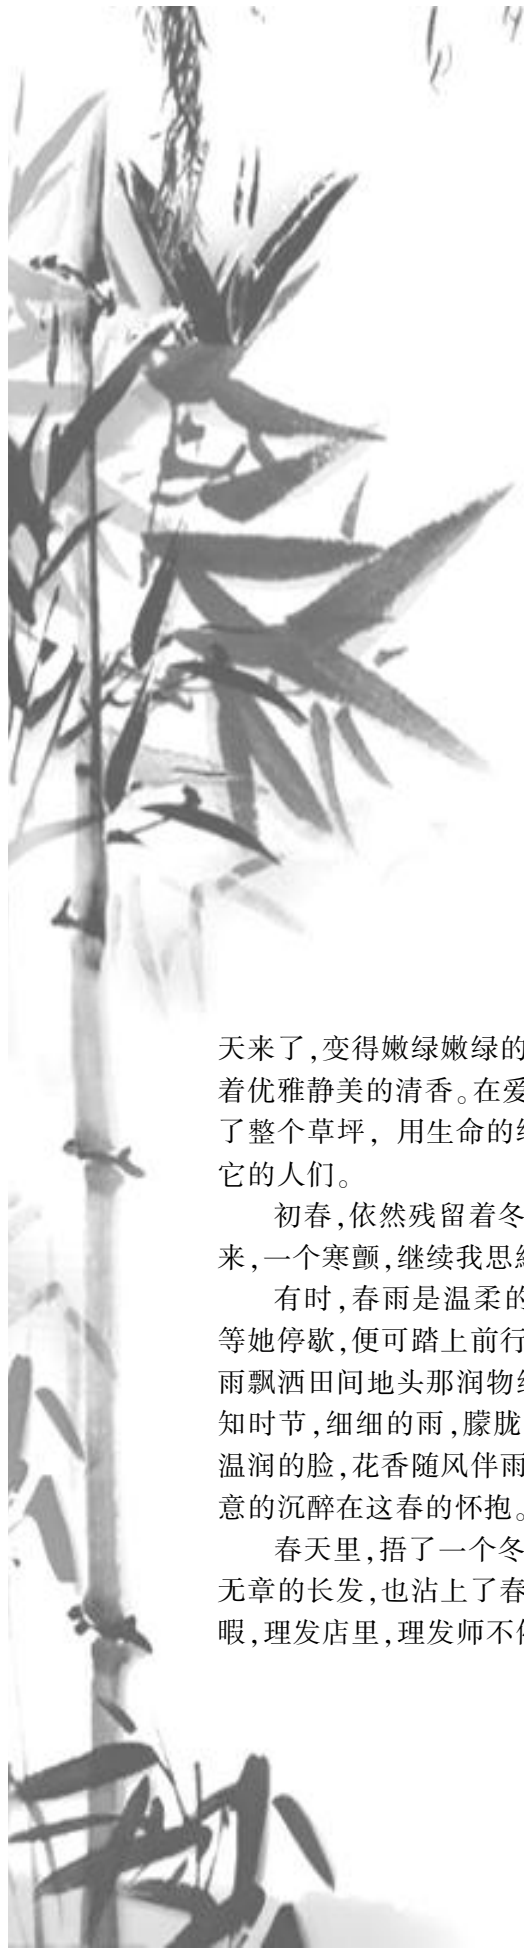 天来了,变得嫩绿嫩绿的
着优雅静美的清香。在爱
了整个草坪，用生命的
它的人们。
初春,依然残留着冬
来,一个寒颤,继续我思
有时,春雨是温柔的
等她停歇,便可踏上前行
雨飘洒田间地头那润物
知时节,细细的雨,朦胧
温润的脸,花香随风伴雨
意的沉醉在这春的怀抱。
春天里,捂了一个冬
无章的长发,也沾上了春
暇,理发店里,理发师不